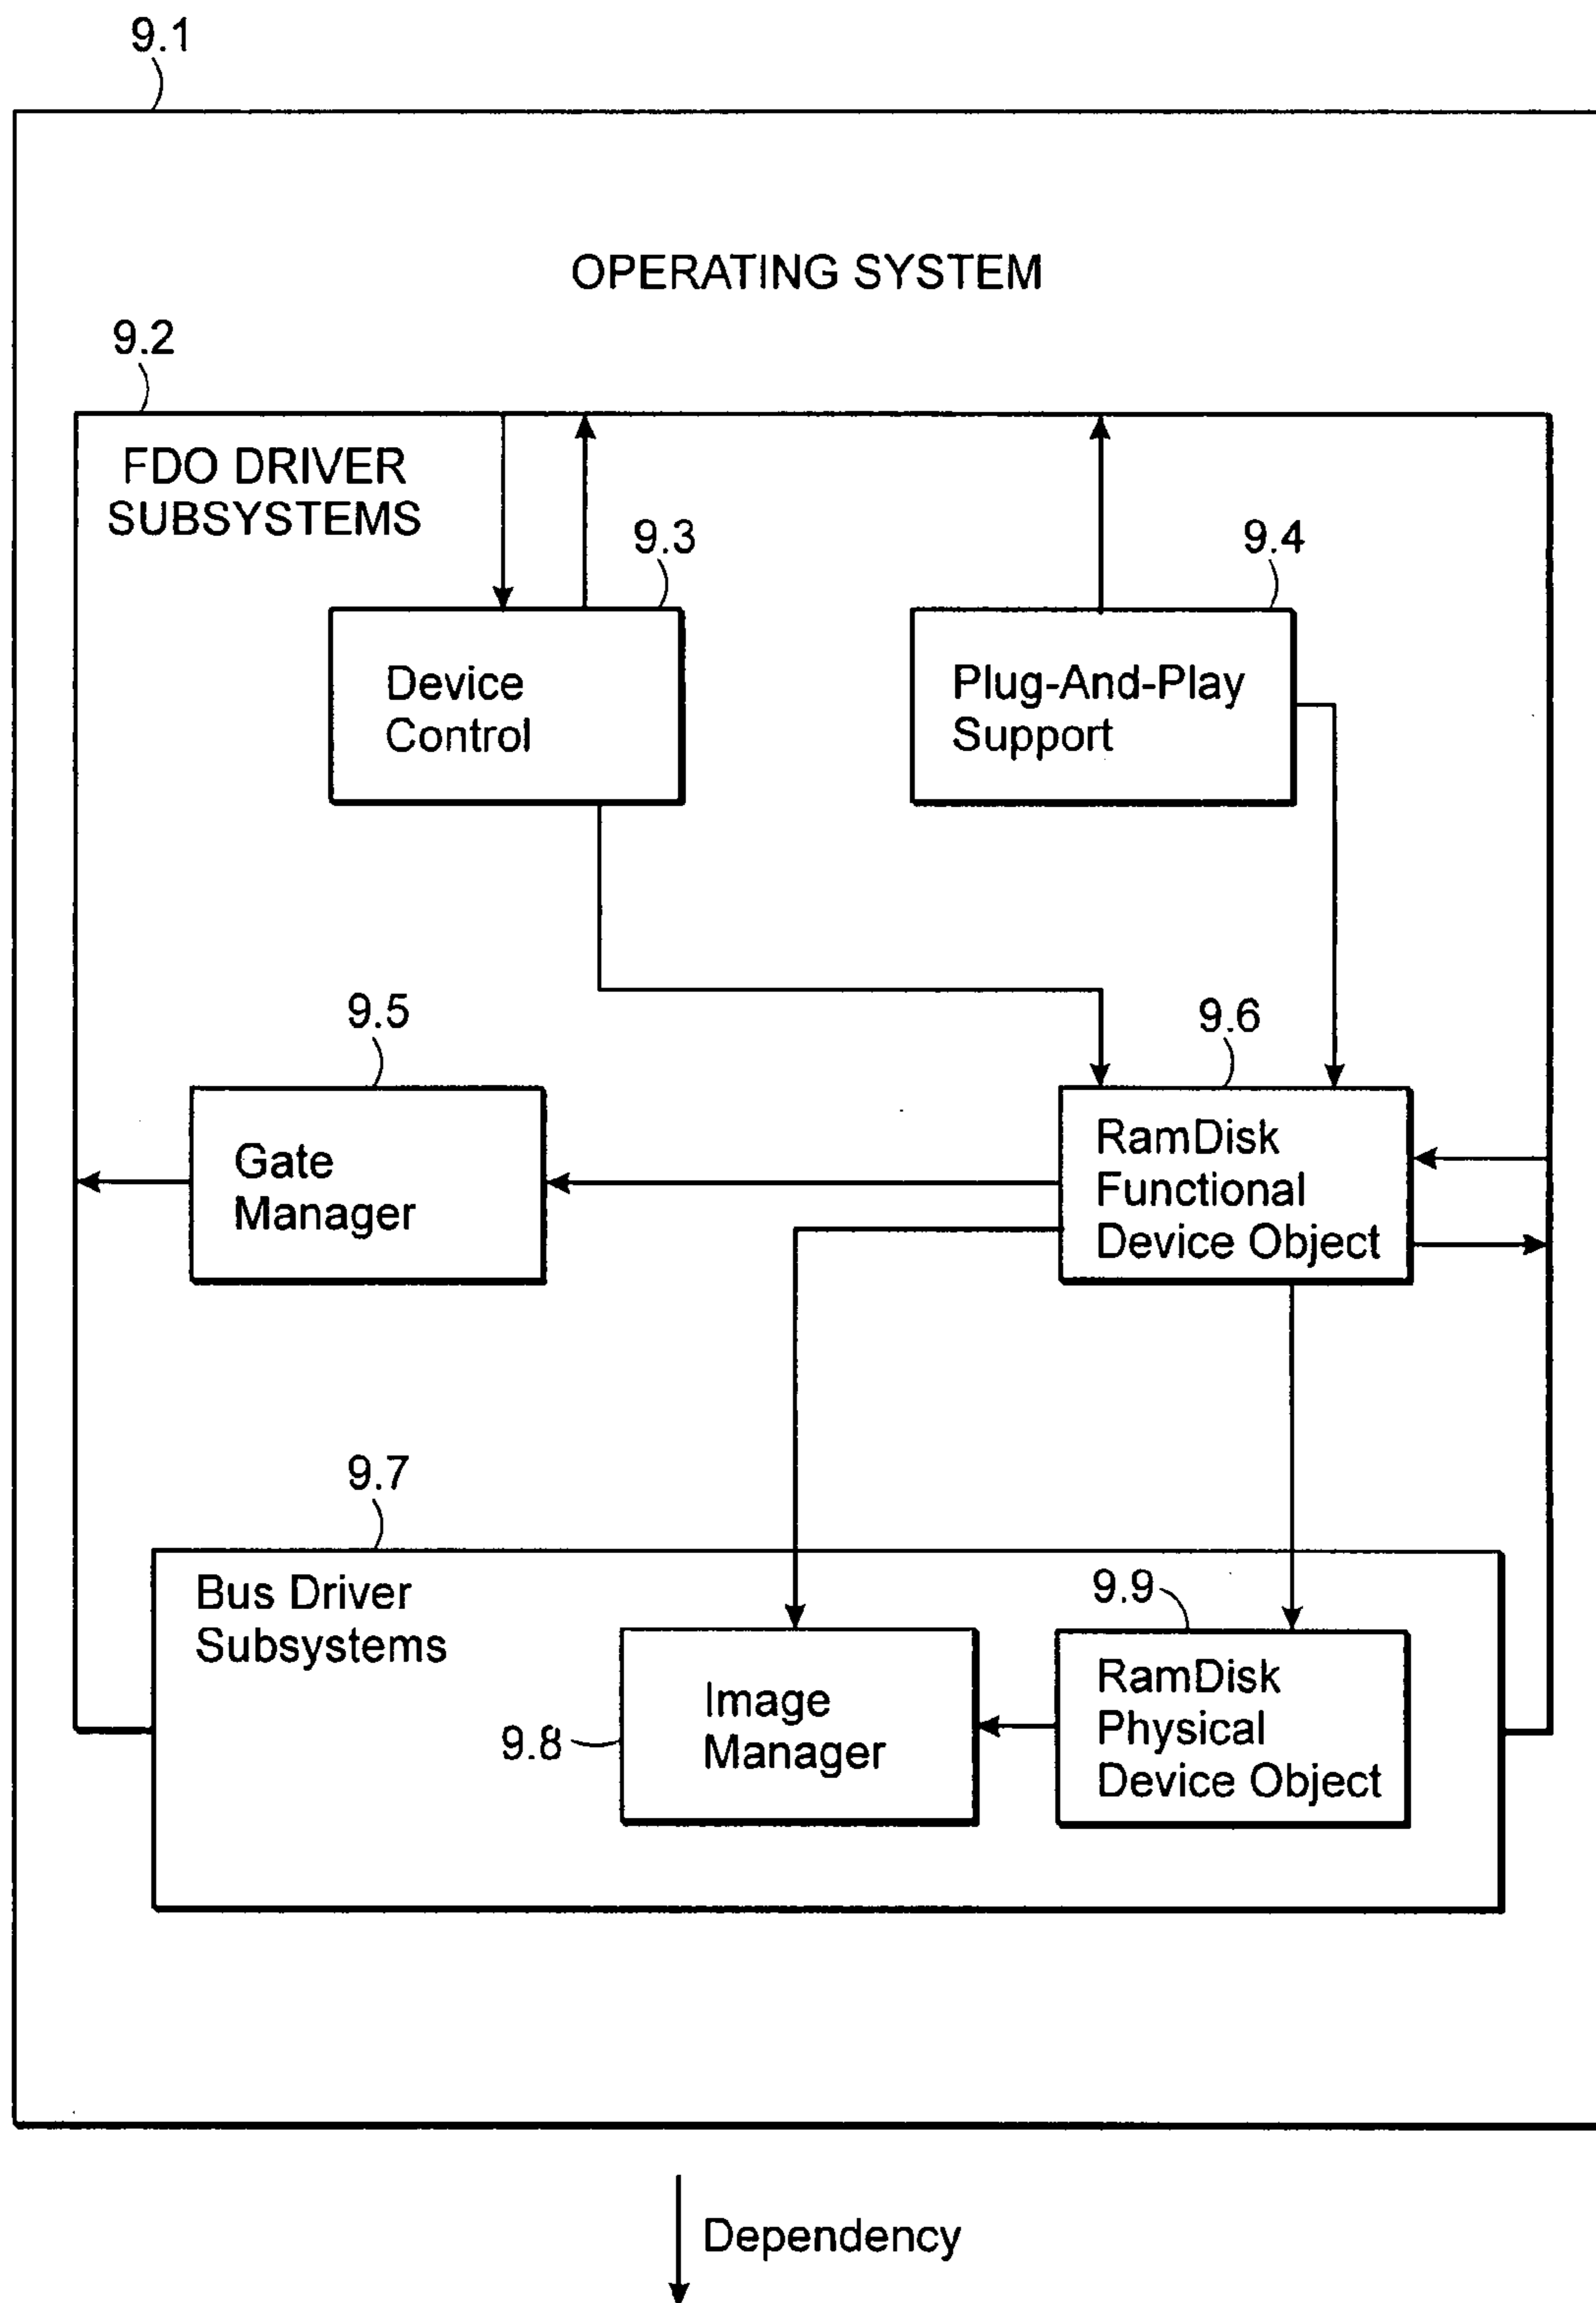 9.1
OPERATING SYSTEM
9.2
FDO DRIVER
SUBSYSTEMS
9.3
9.4
Device
Control
Plug-And-Play
Support
9.5
9.6
Gate
Manager
RamDisk
Functional
Device Object
9.7
Bus Driver
Subsystems
9.9
9.8
Image
Manager
RamDisk
Physical
Device Object
Dependency